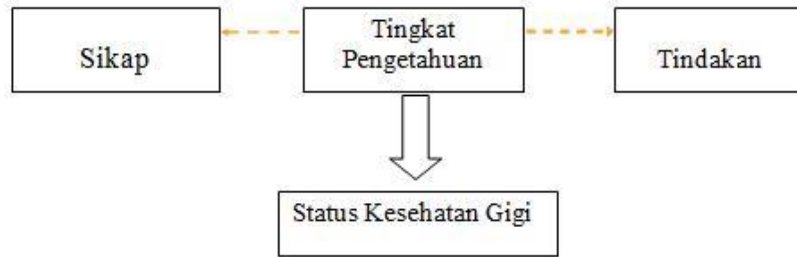 Sikap
Tingkat
Pengetahuan
Tindakan
Status Kesehatan Gigi